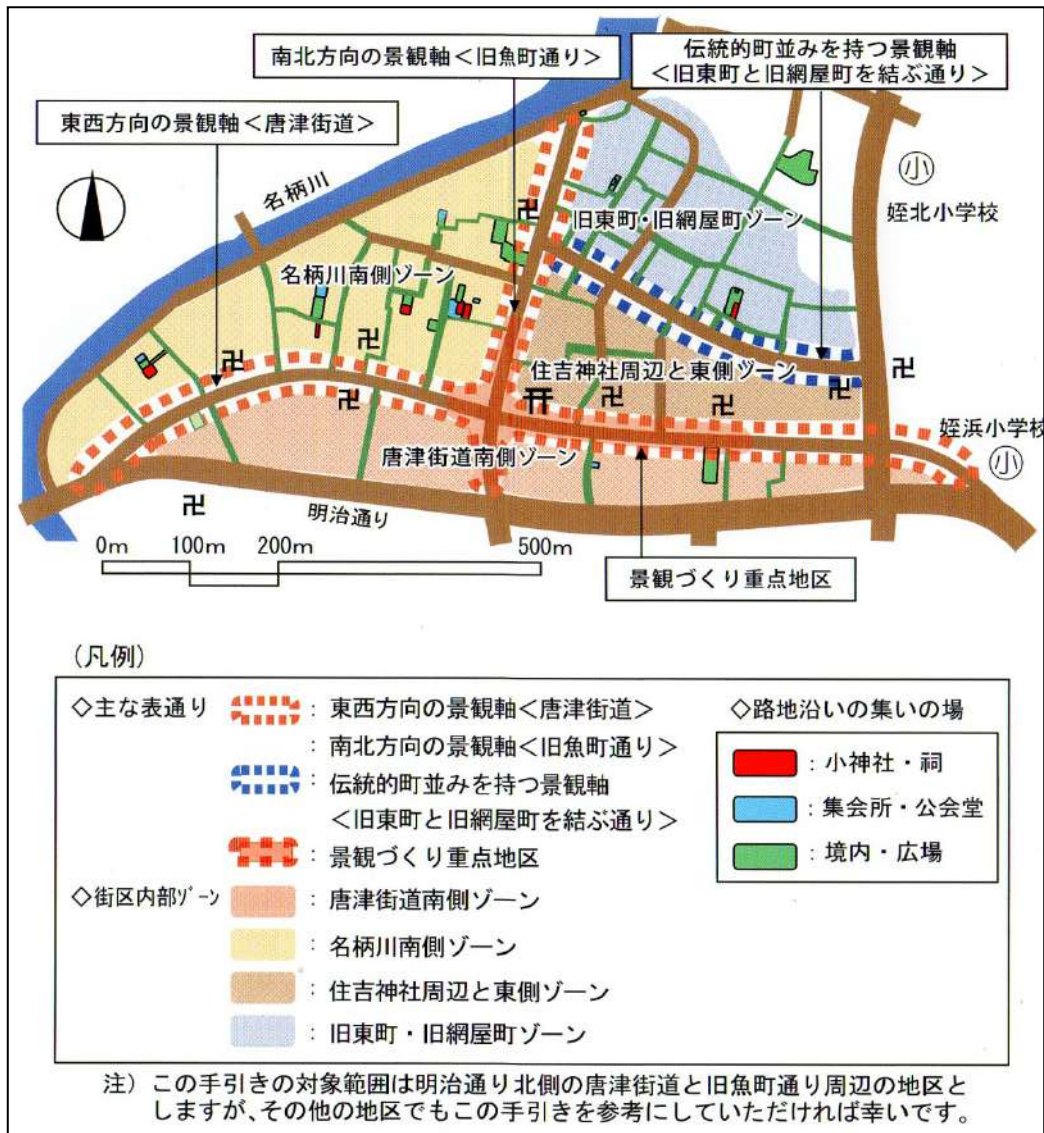 南北方向の景観軸＜旧魚町通り＞
伝統的町並みを持つ景観軸
＜旧東町と旧網屋町を結ぶ通り＞
東西方向の景観軸＜唐津街道＞
名柄川
小
姪北小学校
旧東町・旧網屋町ゾーン
名柄川南側ゾーン
住吉神社周辺と東側ゾーン
姪浜小学校
小
唐津街道南側ゾーン
明治通り
0m 100m 200m 500m
景観づくり重点地区
(凡例)
◇主な表通り
：東西方向の景観軸＜唐津街道＞
：南北方向の景観軸＜旧魚町通り＞
：伝統的町並みを持つ景観軸
＜旧東町と旧網屋町を結ぶ通り＞
：景観づくり重点地区
◇街区内部ｿﾞｰﾝ
：唐津街道南側ゾーン
：名柄川南側ゾーン
：住吉神社周辺と東側ゾーン
：旧東町・旧網屋町ゾーン
◇路地沿いの集いの場
：小神社・祠
：集会所・公会堂
：境内・広場
注）この手引きの対象範囲は明治通り北側の唐津街道と旧魚町通り周辺の地区と
しますが、その他の地区でもこの手引きを参考にしていただければ幸いです。